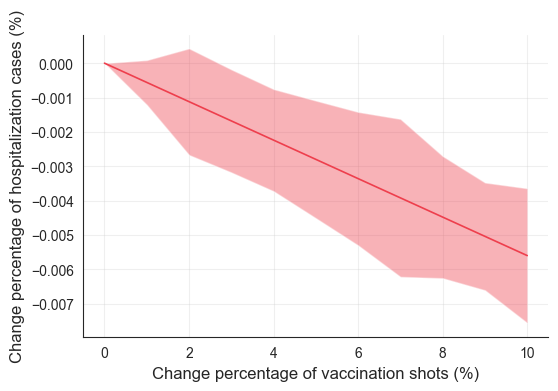 Change percentage of hospitalization cases (%)
0.000
−0.001
−0.002
−0.003
−0.004
−0.005
−0.006
−0.007
0 2 4 6 8 10
Change percentage of vaccination shots (%)